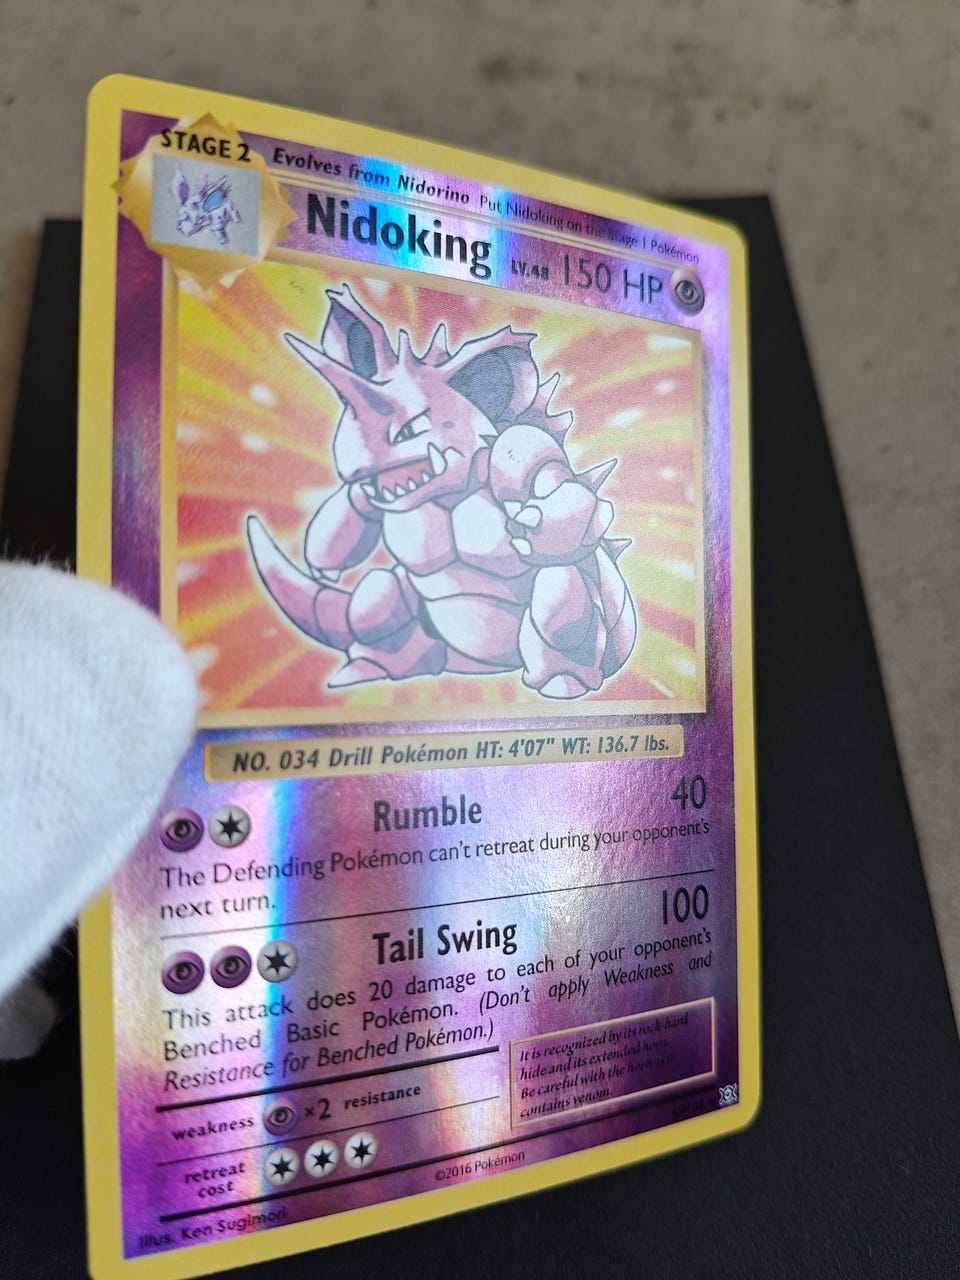 STAGE 2 Evolves from Nidorino Put Nidoking on the Stage 1 Pokémon
Nidoking LV.48 150 HP
NO. 034 Drill Pokémon HT: 4'07" WT: 136.7 lbs.
Rumble 40
The Defending Pokémon can't retreat during your opponent's
next turn.
Tail Swing 100
This attack does 20 damage to each of your opponent's
Benched Basic Pokémon. (Don't apply Weakness and
Resistance for Benched Pokémon.)
It is recognized by its rock-hard
hide and its extended horn.
Be careful with the horn as it
contains venom.
weakness ×2 resistance
retreat
cost
©2016 Pokémon
Illus. Ken Sugimori